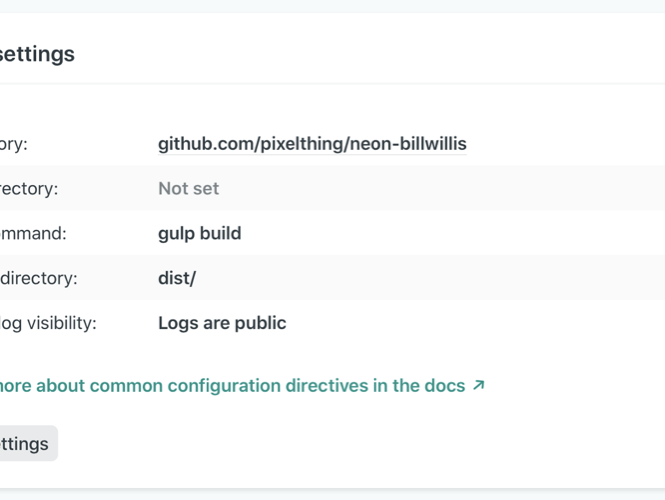 settings
ory: github.com/pixelthing/neon-billwillis
rectory: Not set
mmand: gulp build
directory: dist/
log visibility: Logs are public
more about common configuration directives in the docs ↗
ttings